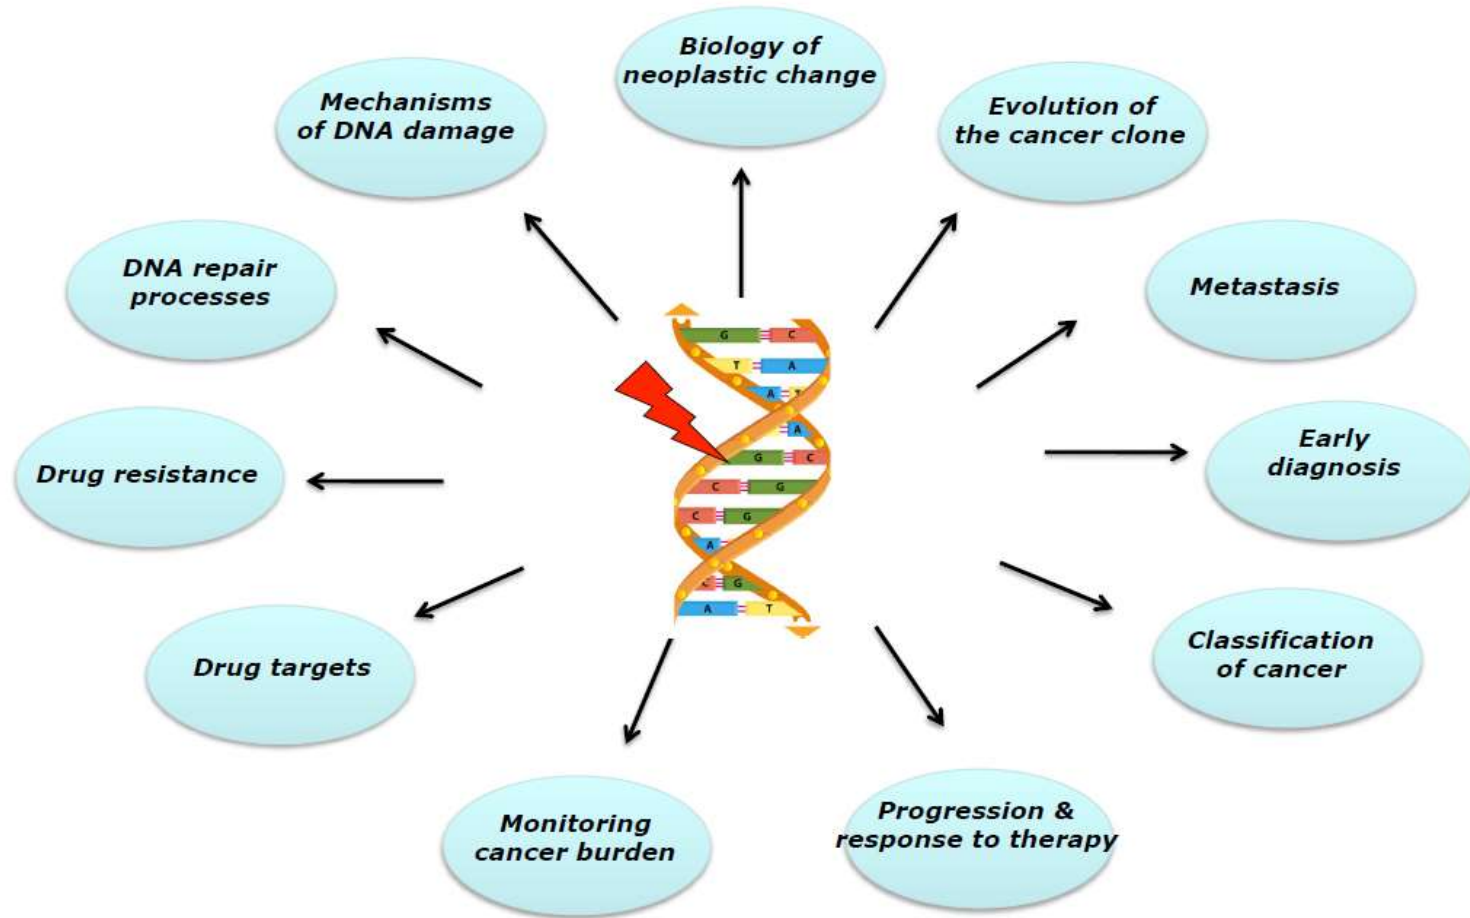 Biology of
neoplastic change
Mechanisms
of DNA damage
Evolution of
the cancer clone
DNA repair
processes
Metastasis
Drug resistance
Early
diagnosis
Drug targets
Classification
of cancer
Monitoring
cancer burden
Progression &
response to therapy
G C
T A
A T
A
G C
C G
C G
A
C G
A T